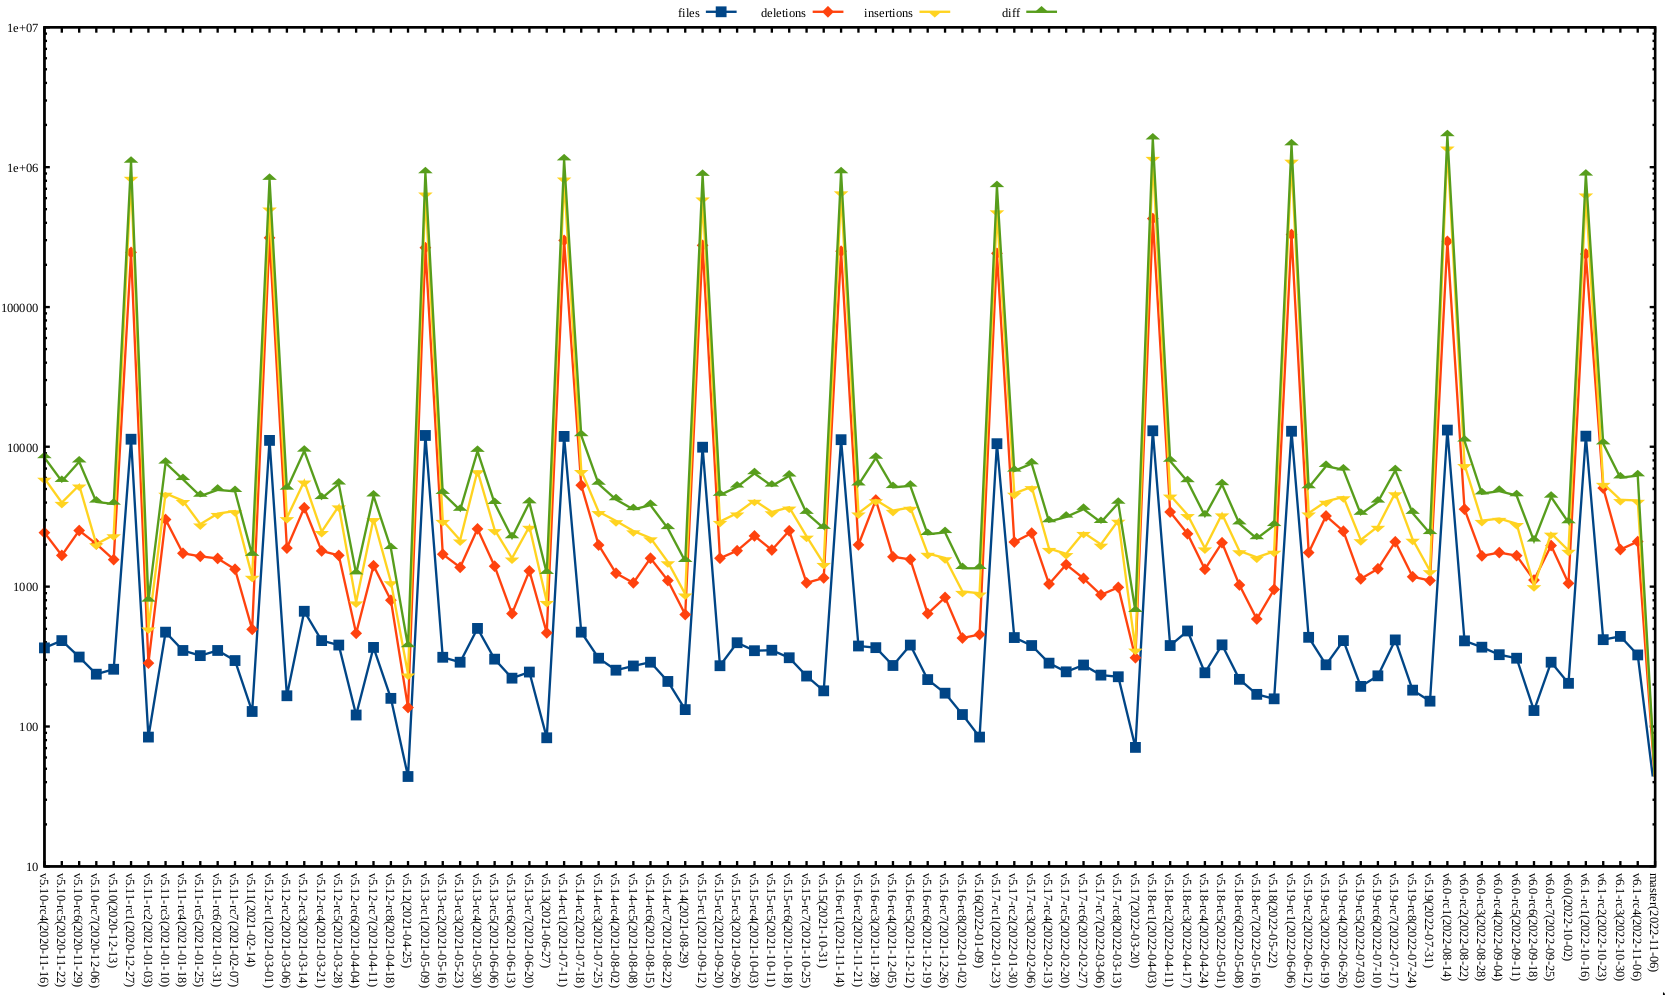 files deletions insertions diff
1e+07
1e+06
100000
10000
1000
100
10
v5.10-rc4(2020-11-16)
v5.10-rc5(2020-11-22)
v5.10-rc6(2020-11-29)
v5.10-rc7(2020-12-06)
v5.10(2020-12-13)
v5.11-rc1(2020-12-27)
v5.11-rc2(2021-01-03)
v5.11-rc3(2021-01-10)
v5.11-rc4(2021-01-18)
v5.11-rc5(2021-01-25)
v5.11-rc6(2021-01-31)
v5.11-rc7(2021-02-07)
v5.11(2021-02-14)
v5.12-rc1(2021-03-01)
v5.12-rc2(2021-03-06)
v5.12-rc3(2021-03-14)
v5.12-rc4(2021-03-21)
v5.12-rc5(2021-03-28)
v5.12-rc6(2021-04-04)
v5.12-rc7(2021-04-11)
v5.12-rc8(2021-04-18)
v5.12(2021-04-25)
v5.13-rc1(2021-05-09)
v5.13-rc2(2021-05-16)
v5.13-rc3(2021-05-23)
v5.13-rc4(2021-05-30)
v5.13-rc5(2021-06-06)
v5.13-rc6(2021-06-13)
v5.13-rc7(2021-06-20)
v5.13(2021-06-27)
v5.14-rc1(2021-07-11)
v5.14-rc2(2021-07-18)
v5.14-rc3(2021-07-25)
v5.14-rc4(2021-08-02)
v5.14-rc5(2021-08-08)
v5.14-rc6(2021-08-15)
v5.14-rc7(2021-08-22)
v5.14(2021-08-29)
v5.15-rc1(2021-09-12)
v5.15-rc2(2021-09-20)
v5.15-rc3(2021-09-26)
v5.15-rc4(2021-10-03)
v5.15-rc5(2021-10-11)
v5.15-rc6(2021-10-18)
v5.15-rc7(2021-10-25)
v5.15(2021-10-31)
v5.16-rc1(2021-11-14)
v5.16-rc2(2021-11-21)
v5.16-rc3(2021-11-28)
v5.16-rc4(2021-12-05)
v5.16-rc5(2021-12-12)
v5.16-rc6(2021-12-19)
v5.16-rc7(2021-12-26)
v5.16-rc8(2022-01-02)
v5.16(2022-01-09)
v5.17-rc1(2022-01-23)
v5.17-rc2(2022-01-30)
v5.17-rc3(2022-02-06)
v5.17-rc4(2022-02-13)
v5.17-rc5(2022-02-20)
v5.17-rc6(2022-02-27)
v5.17-rc7(2022-03-06)
v5.17-rc8(2022-03-13)
v5.17(2022-03-20)
v5.18-rc1(2022-04-03)
v5.18-rc2(2022-04-11)
v5.18-rc3(2022-04-17)
v5.18-rc4(2022-04-24)
v5.18-rc5(2022-05-01)
v5.18-rc6(2022-05-08)
v5.18-rc7(2022-05-16)
v5.18(2022-05-22)
v5.19-rc1(2022-06-06)
v5.19-rc2(2022-06-12)
v5.19-rc3(2022-06-19)
v5.19-rc4(2022-06-26)
v5.19-rc5(2022-07-03)
v5.19-rc6(2022-07-10)
v5.19-rc7(2022-07-17)
v5.19-rc8(2022-07-24)
v5.19(2022-07-31)
v6.0-rc1(2022-08-14)
v6.0-rc2(2022-08-22)
v6.0-rc3(2022-08-28)
v6.0-rc4(2022-09-04)
v6.0-rc5(2022-09-11)
v6.0-rc6(2022-09-18)
v6.0-rc7(2022-09-25)
v6.0(2022-10-02)
v6.1-rc1(2022-10-16)
v6.1-rc2(2022-10-23)
v6.1-rc3(2022-10-30)
v6.1-rc4(2022-11-06)
master(2022-11-06)